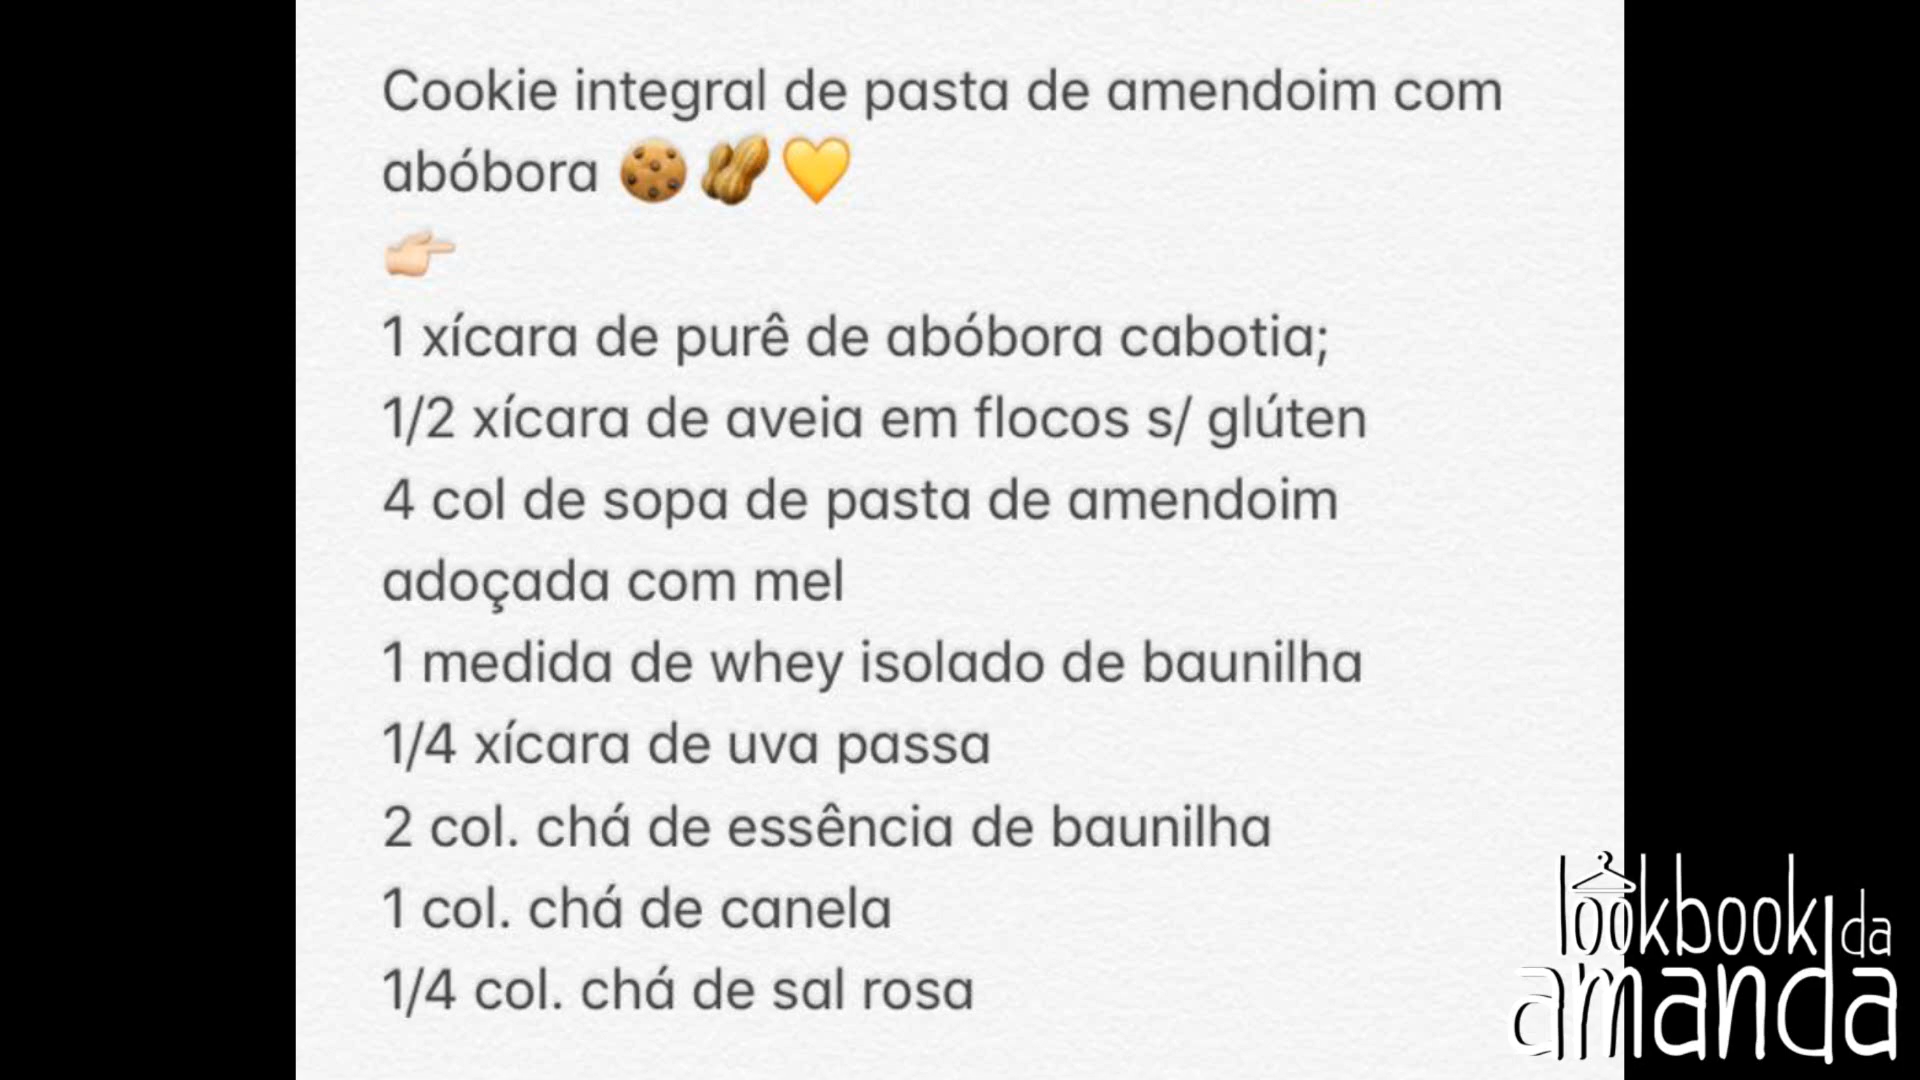 Cookie integral de pasta de amendoim com
abóbora 🍪🥜💛
👉🏻
1 xícara de purê de abóbora cabotia;
1/2 xícara de aveia em flocos s/ glúten
4 col de sopa de pasta de amendoim
adoçada com mel
1 medida de whey isolado de baunilha
1/4 xícara de uva passa
2 col. chá de essência de baunilha
1 col. chá de canela
1/4 col. chá de sal rosa
lookbook da
amanda